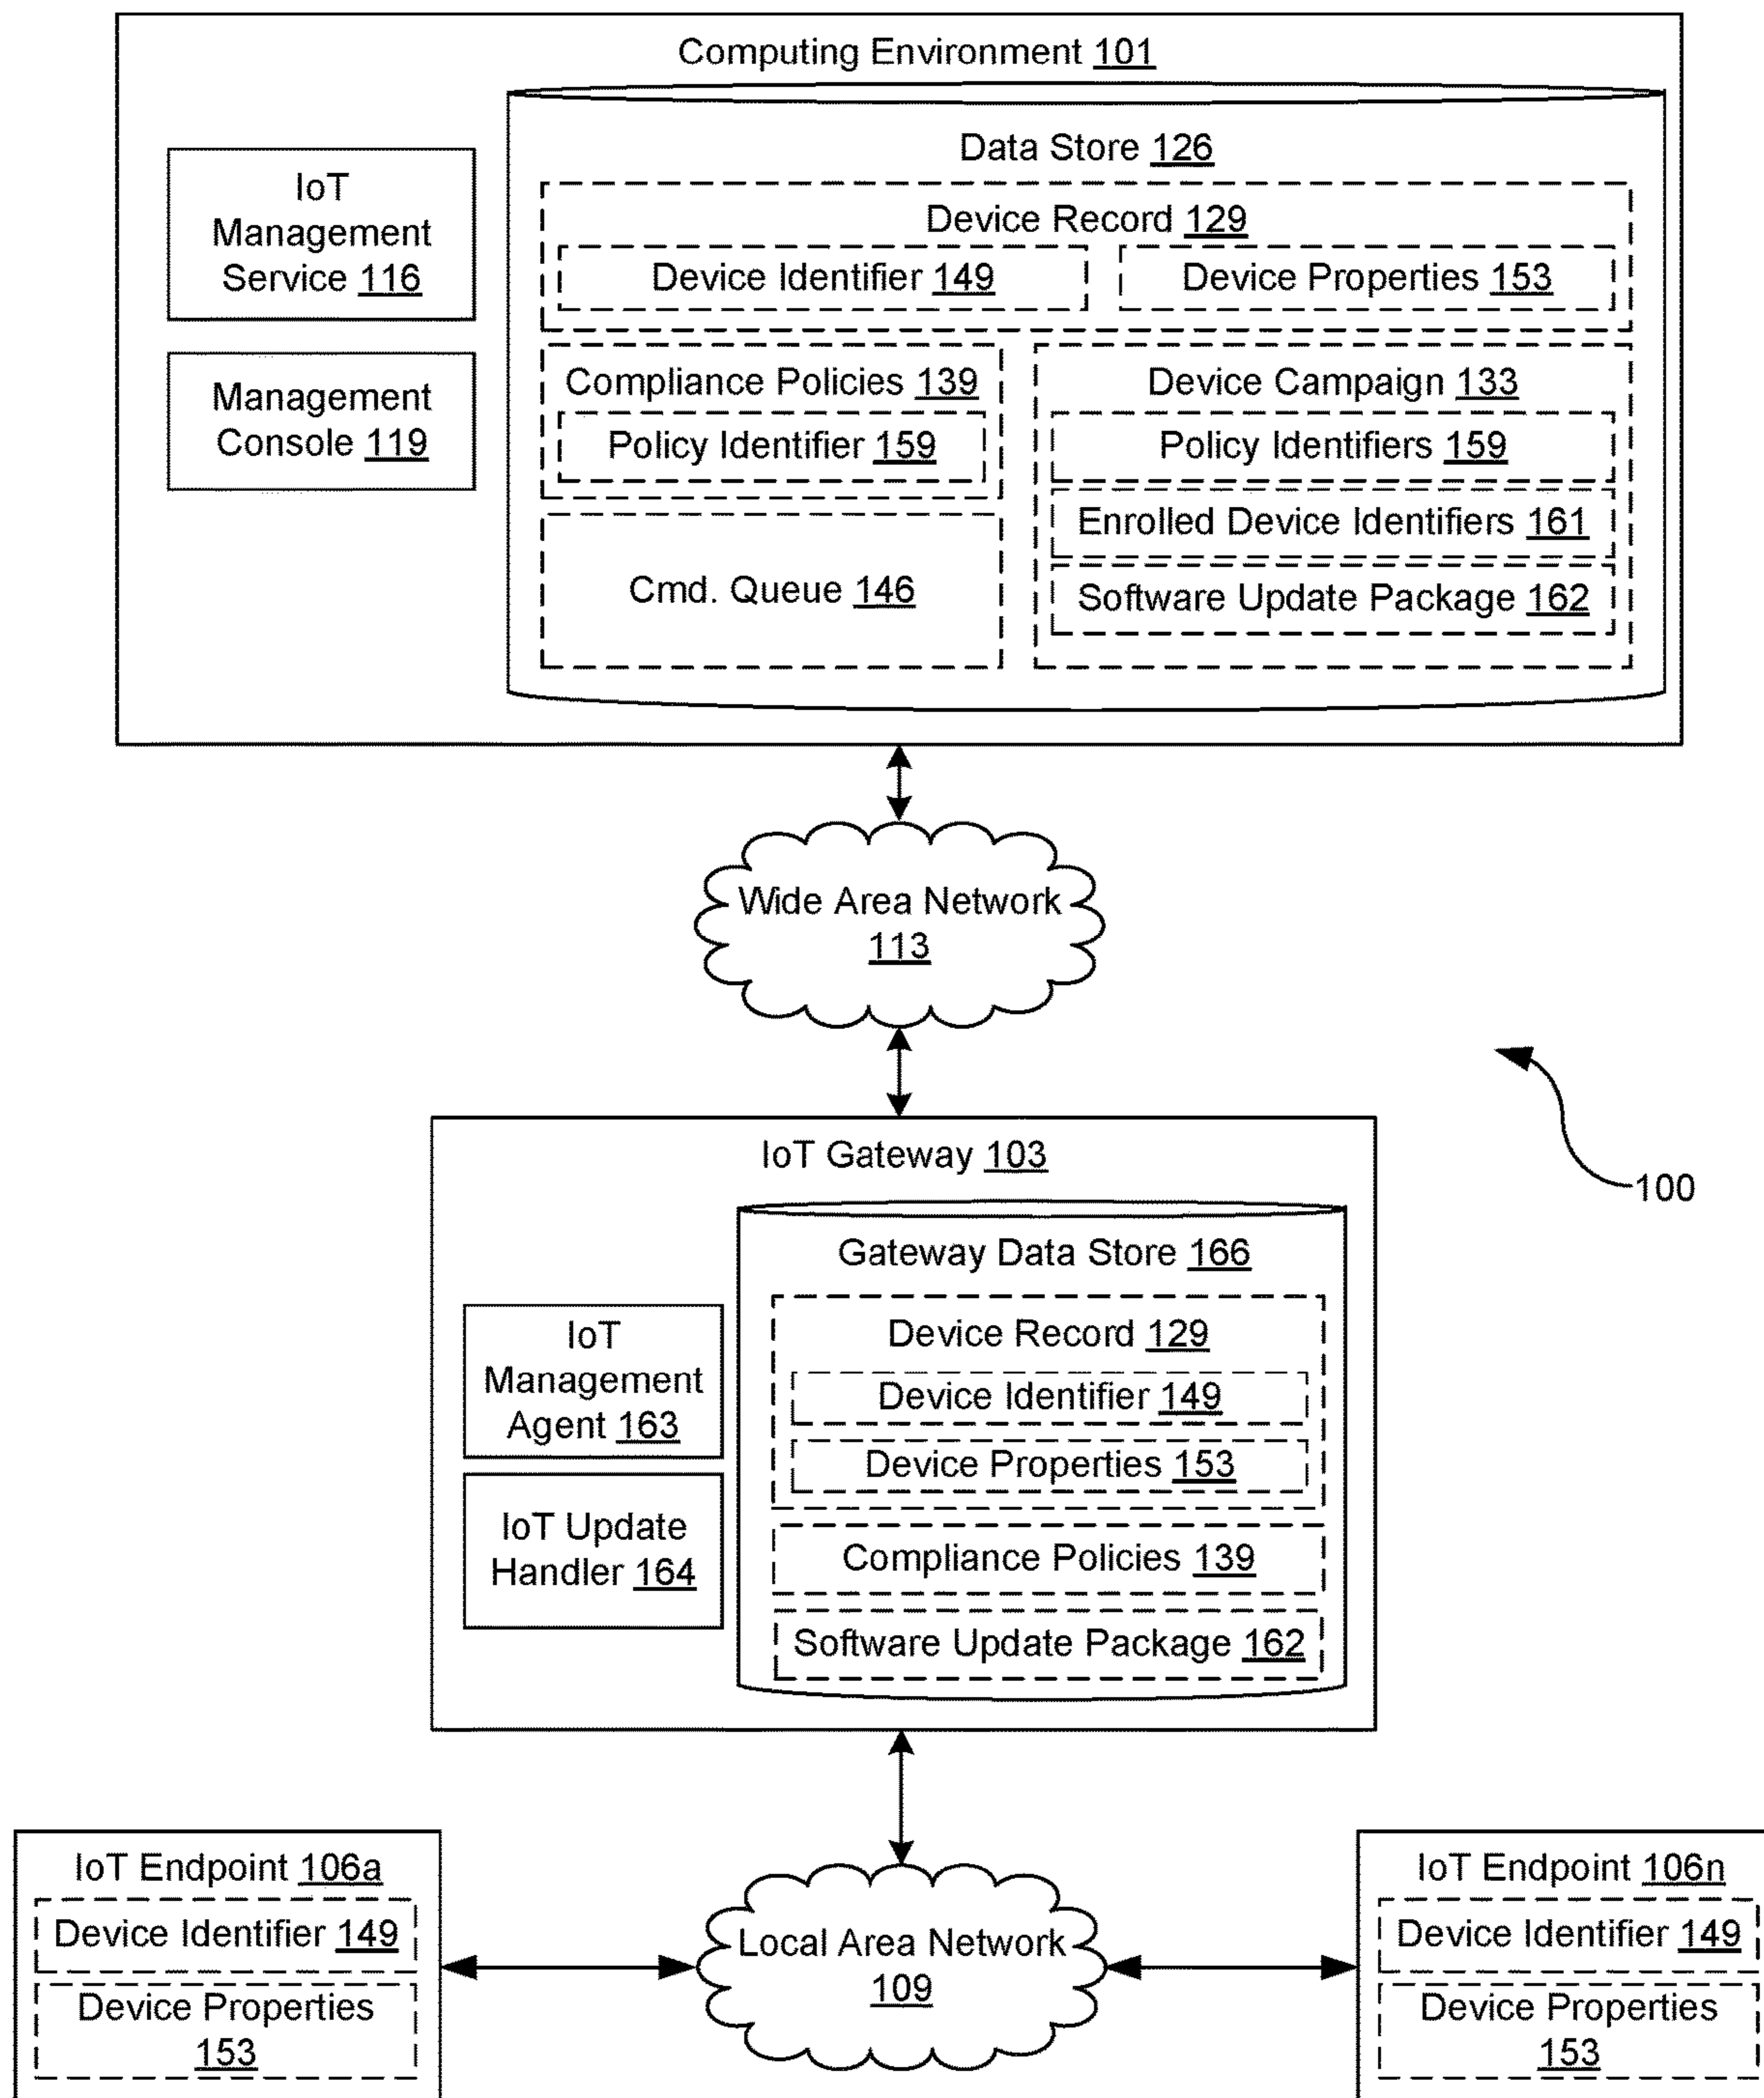 Computing Environment 101
IoT
Management
Service 116
Management
Console 119
Data Store 126
Device Record 129
Device Identifier 149
Device Properties 153
Compliance Policies 139
Policy Identifier 159
Cmd. Queue 146
Device Campaign 133
Policy Identifiers 159
Enrolled Device Identifiers 161
Software Update Package 162
Wide Area Network
113
100
IoT Gateway 103
IoT
Management
Agent 163
IoT Update
Handler 164
Gateway Data Store 166
Device Record 129
Device Identifier 149
Device Properties 153
Compliance Policies 139
Software Update Package 162
IoT Endpoint 106a
Device Identifier 149
Device Properties
153
Local Area Network
109
IoT Endpoint 106n
Device Identifier 149
Device Properties
153